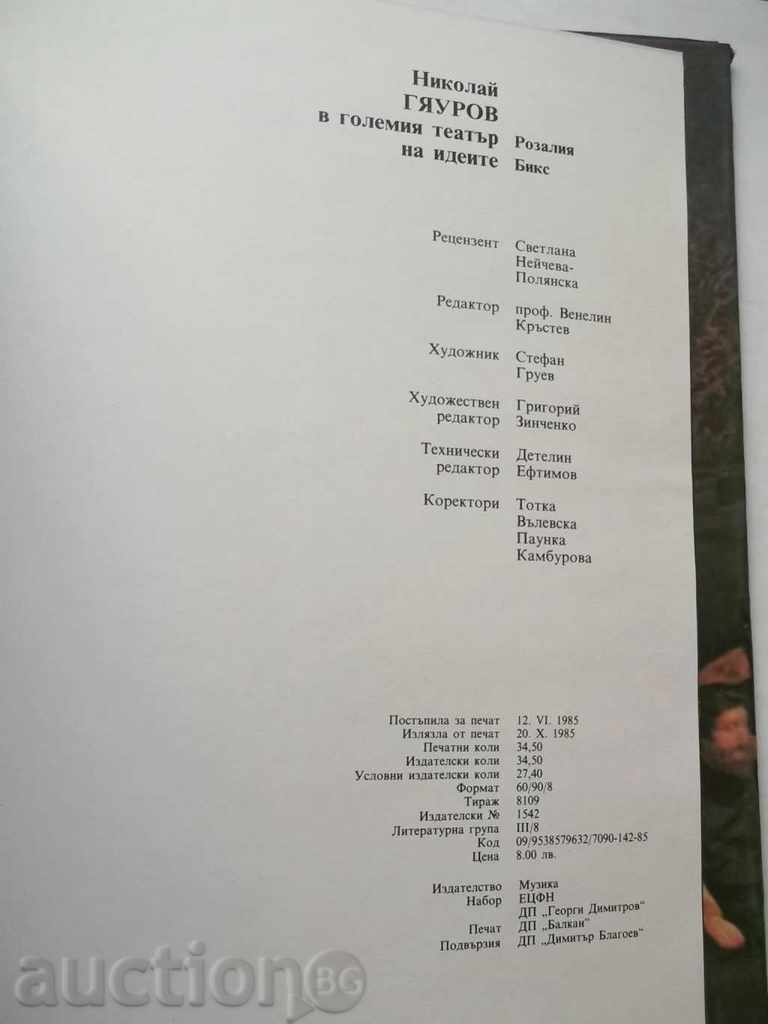 Николай
ГЯУРОВ
в големия театър Розалия
на идеите Бикс
Рецензент Светлана
Нейчева-
Полянска
Редактор проф. Венелин
Кръстев
Художник Стефан
Груев
Художествен Григорий
редактор Зинченко
Технически Детелин
редактор Ефтимов
Коректори Тотка
Вълевска
Паунка
Камбурова
Постъпила за печат 12. VI. 1985
Излязла от печат 20. X. 1985
Печатни коли 34,50
Издателски коли 34,50
Условни издателски коли 27,40
Формат 60/90/8
Тираж 8109
Издателски № 1542
Литературна група III/8
Код 09/9538579632/7090-142-85
Цена 8.00 лв.
Издателство Музика
Набор ЕЦФН
ДП „Георги Димитров“
Печат ДП „Балкан“
Подвързия ДП „Димитър Благоев“
auction BG